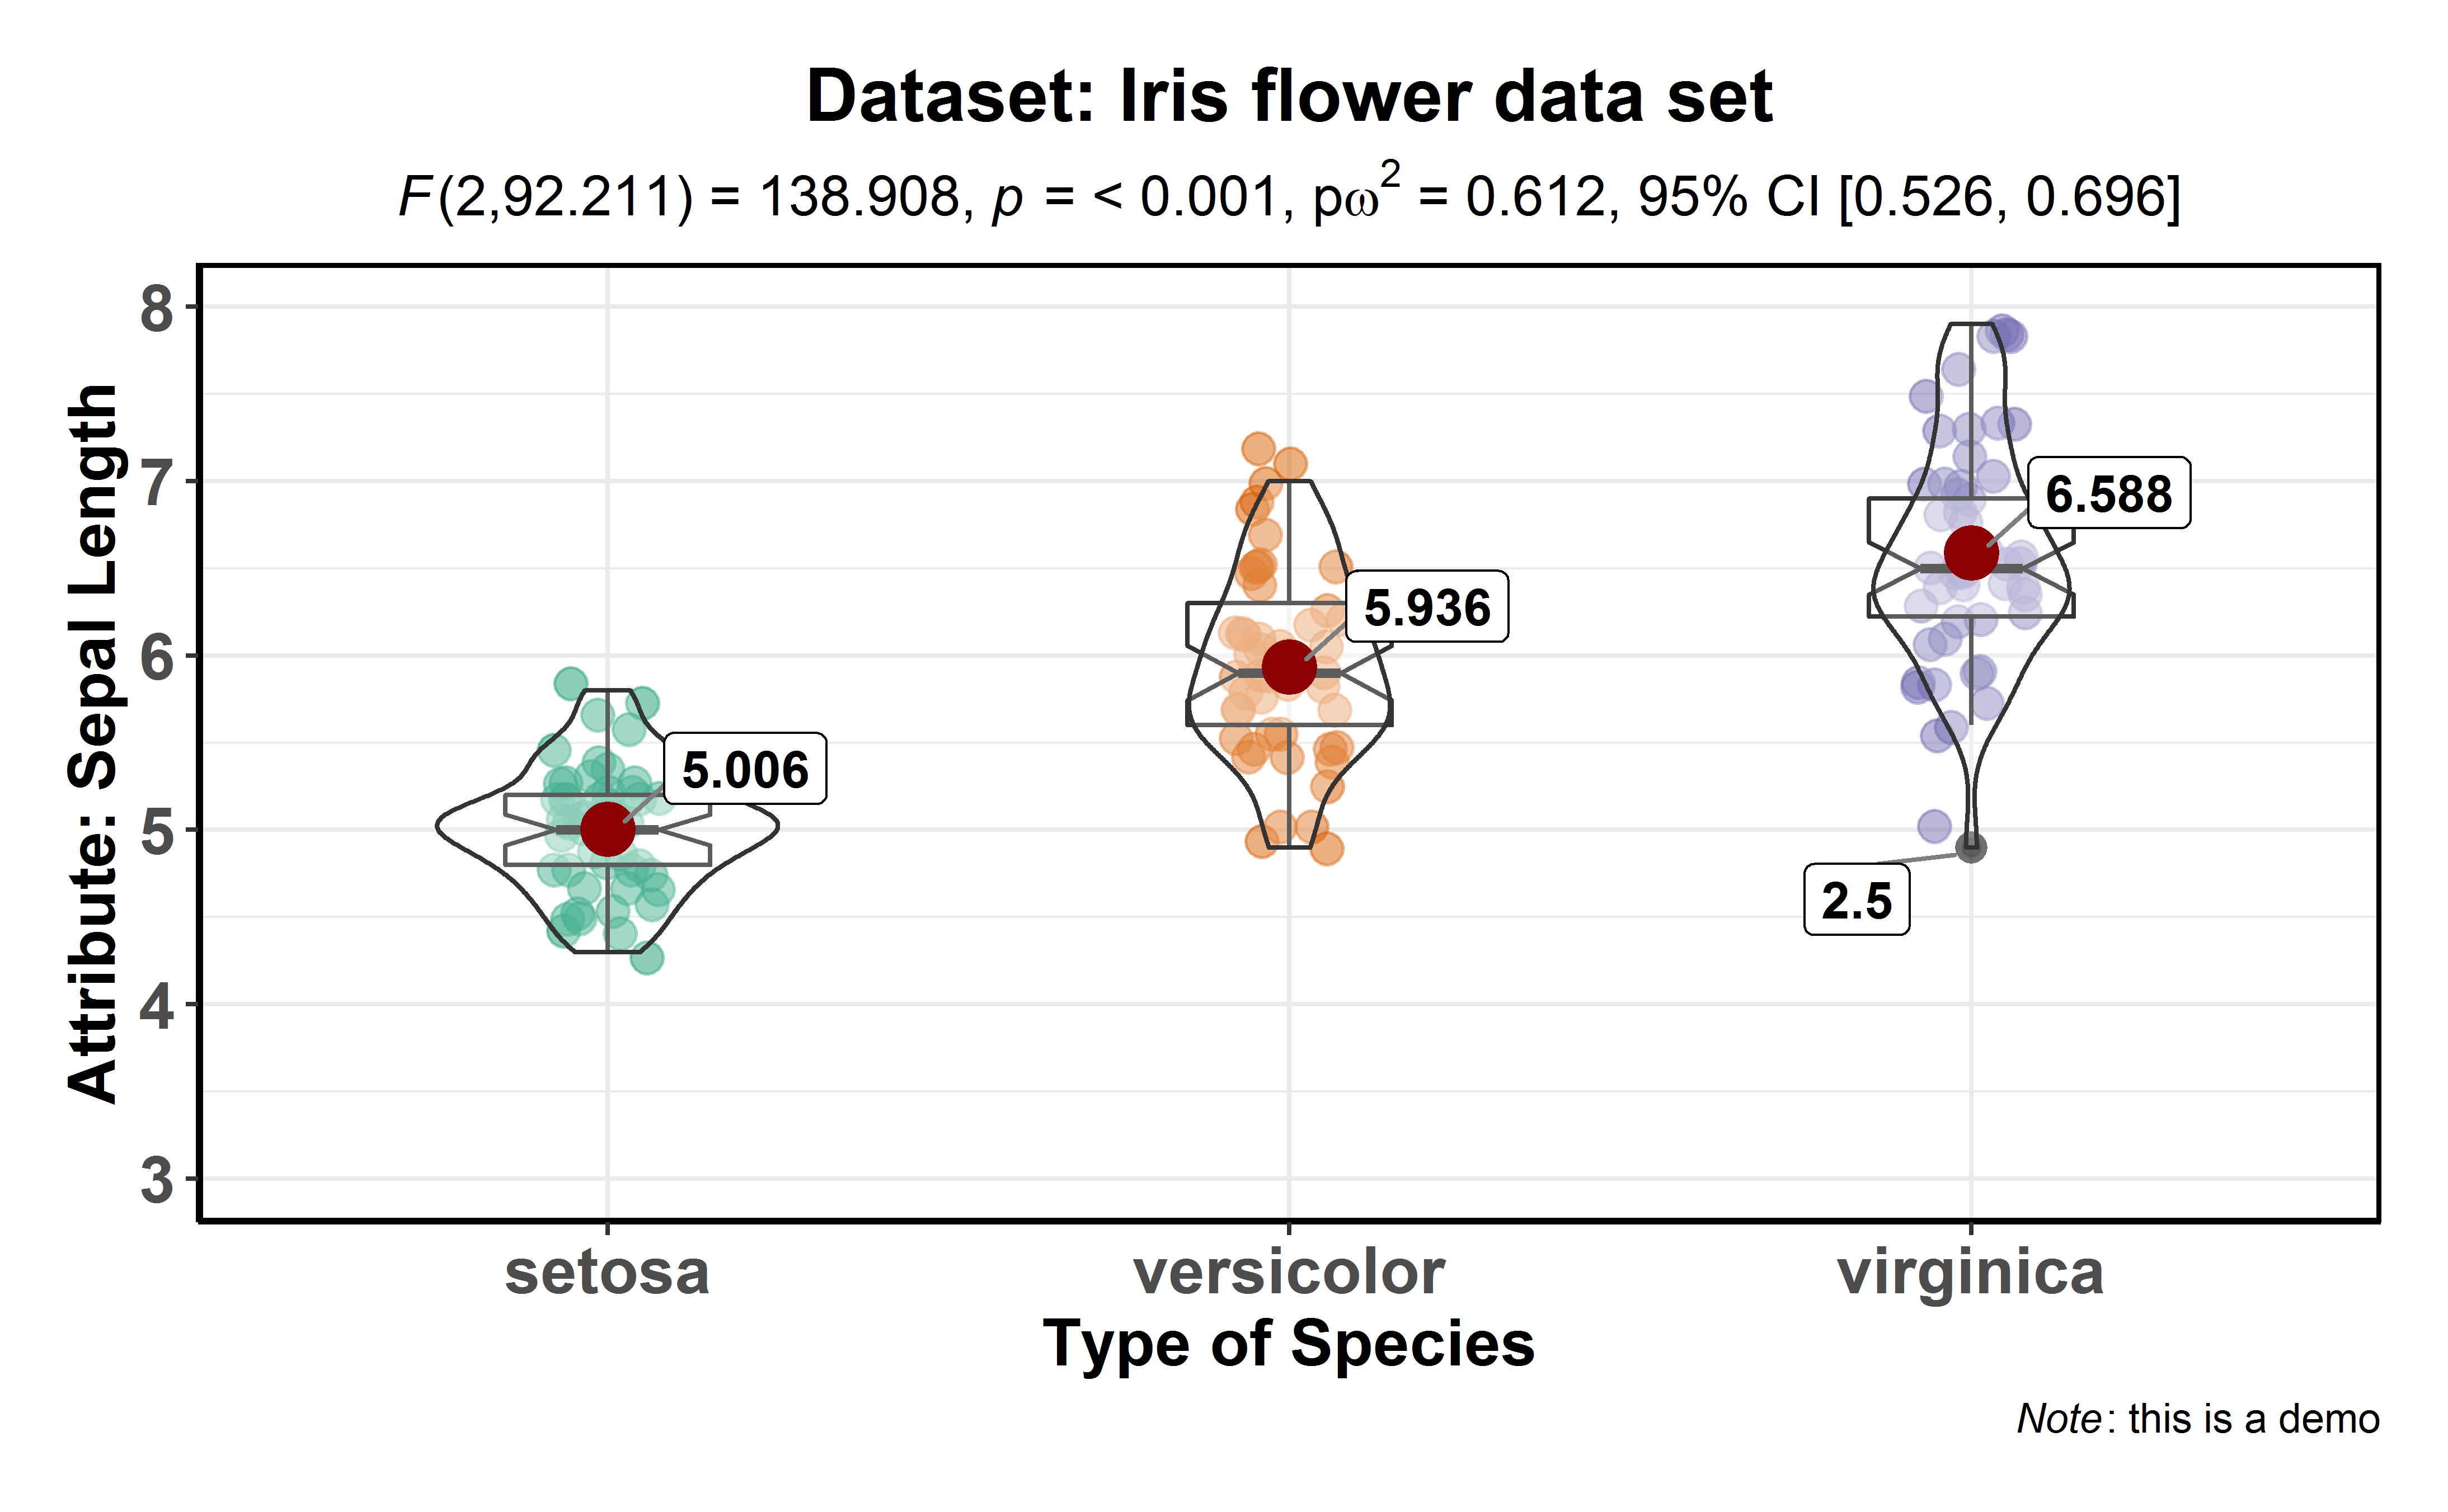 Dataset: Iris flower data set
F(2,92.211) = 138.908, p = < 0.001, pω² = 0.612, 95% CI [0.526, 0.696]
Attribute: Sepal Length
8
7
6
5
4
3
5.006
5.936
6.588
2.5
setosa
versicolor
virginica
Type of Species
Note: this is a demo